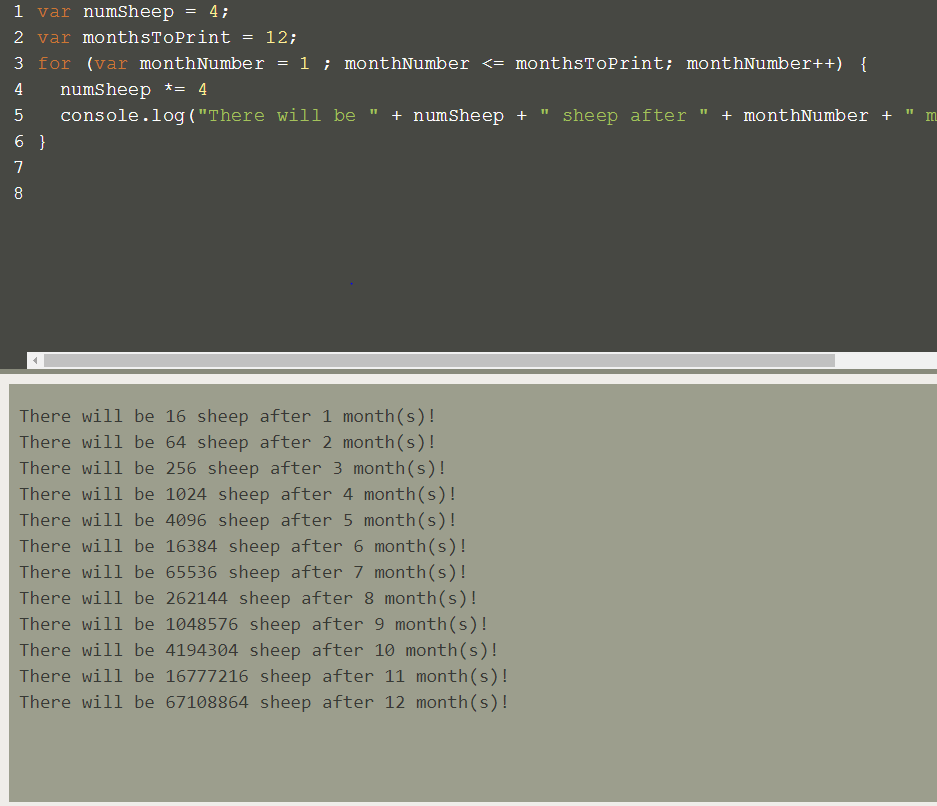 1 var numSheep = 4;
2 var monthsToPrint = 12;
3 for (var monthNumber = 1 ; monthNumber <= monthsToPrint; monthNumber++) {
4   numSheep *= 4
5   console.log("There will be " + numSheep + " sheep after " + monthNumber + " m
6 }
7
8
There will be 16 sheep after 1 month(s)!
There will be 64 sheep after 2 month(s)!
There will be 256 sheep after 3 month(s)!
There will be 1024 sheep after 4 month(s)!
There will be 4096 sheep after 5 month(s)!
There will be 16384 sheep after 6 month(s)!
There will be 65536 sheep after 7 month(s)!
There will be 262144 sheep after 8 month(s)!
There will be 1048576 sheep after 9 month(s)!
There will be 4194304 sheep after 10 month(s)!
There will be 16777216 sheep after 11 month(s)!
There will be 67108864 sheep after 12 month(s)!